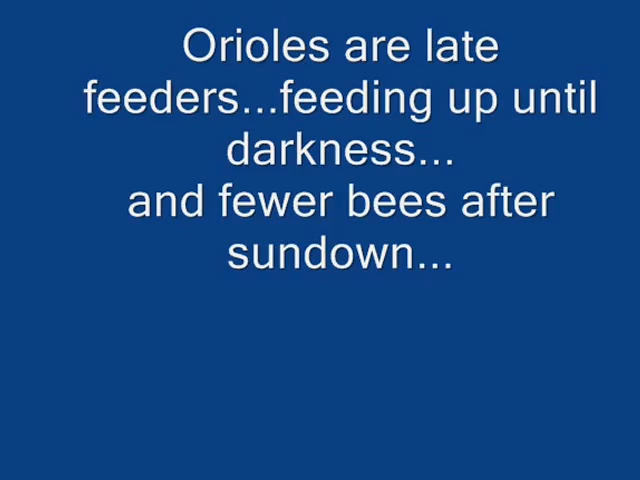 Orioles are late
feeders...feeding up until
darkness...
and fewer bees after
sundown...